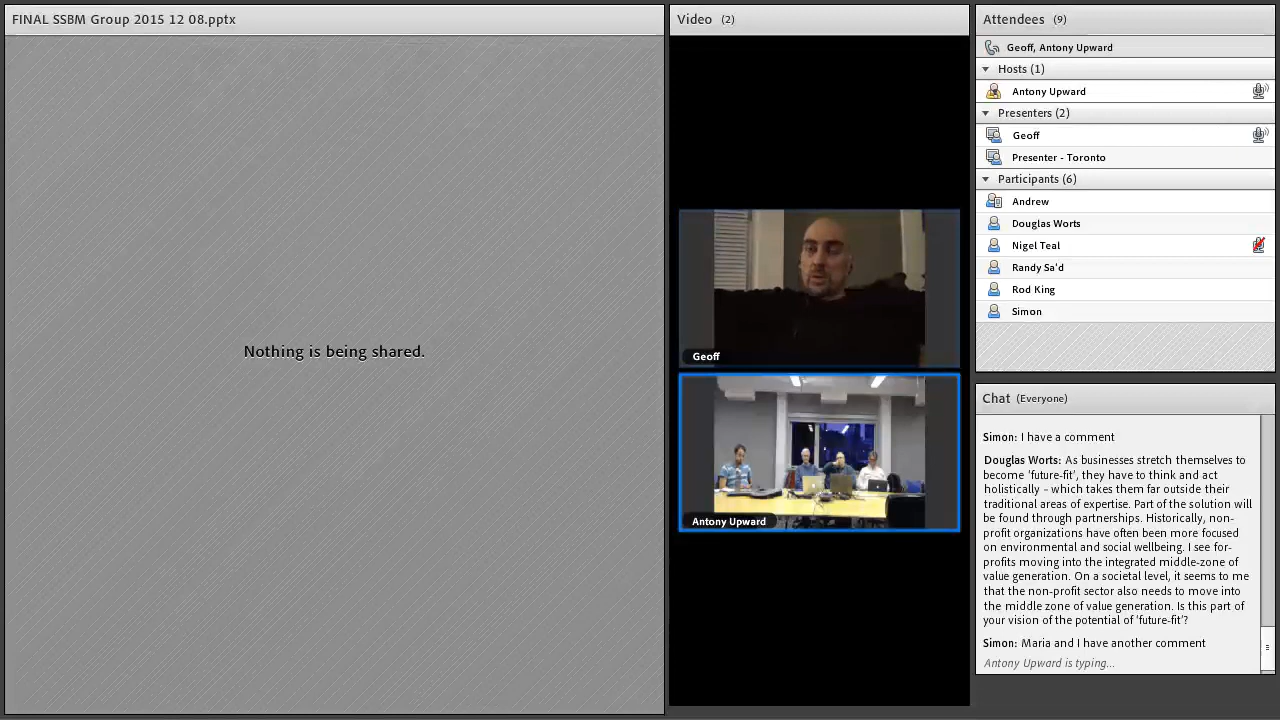 FINAL SSBM Group 2015 12 08.pptx
Nothing is being shared.
Video (2)
Geoff
Antony Upward
Attendees (9)
Geoff, Antony Upward
Hosts (1)
Antony Upward
Presenters (2)
Geoff
Presenter - Toronto
Participants (6)
Andrew
Douglas Worts
Nigel Teal
Randy Sa'd
Rod King
Simon
Chat (Everyone)
Simon: I have a comment
Douglas Worts: As businesses stretch themselves to
become 'future-fit', they have to think and act
holistically – which takes them far outside their
traditional areas of expertise. Part of the solution will
be found through partnerships. Historically, non-
profit organizations have often been more focused
on environmental and social wellbeing. I see for-
profits moving into the integrated middle-zone of
value generation. On a societal level, it seems to me
that the non-profit sector also needs to move into
the middle zone of value generation. Is this part of
your vision of the potential of 'future-fit'?
Simon: Maria and I have another comment
Antony Upward is typing...